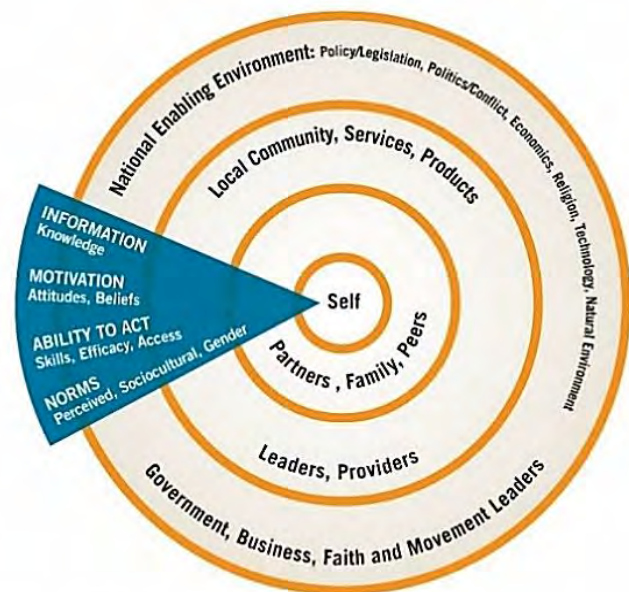 National Enabling Environment: Policy/Legislation, Politics/Conflict, Economics, Religion, Technology, Natural Environment
Local Community, Services, Products
INFORMATION
Knowledge
MOTIVATION
Attitudes, Beliefs
ABILITY TO ACT
Skills, Efficacy, Access
NORMS
Perceived, Sociocultural, Gender
Self
Partners , Family, Peers
Leaders, Providers
Government, Business, Faith and Movement Leaders